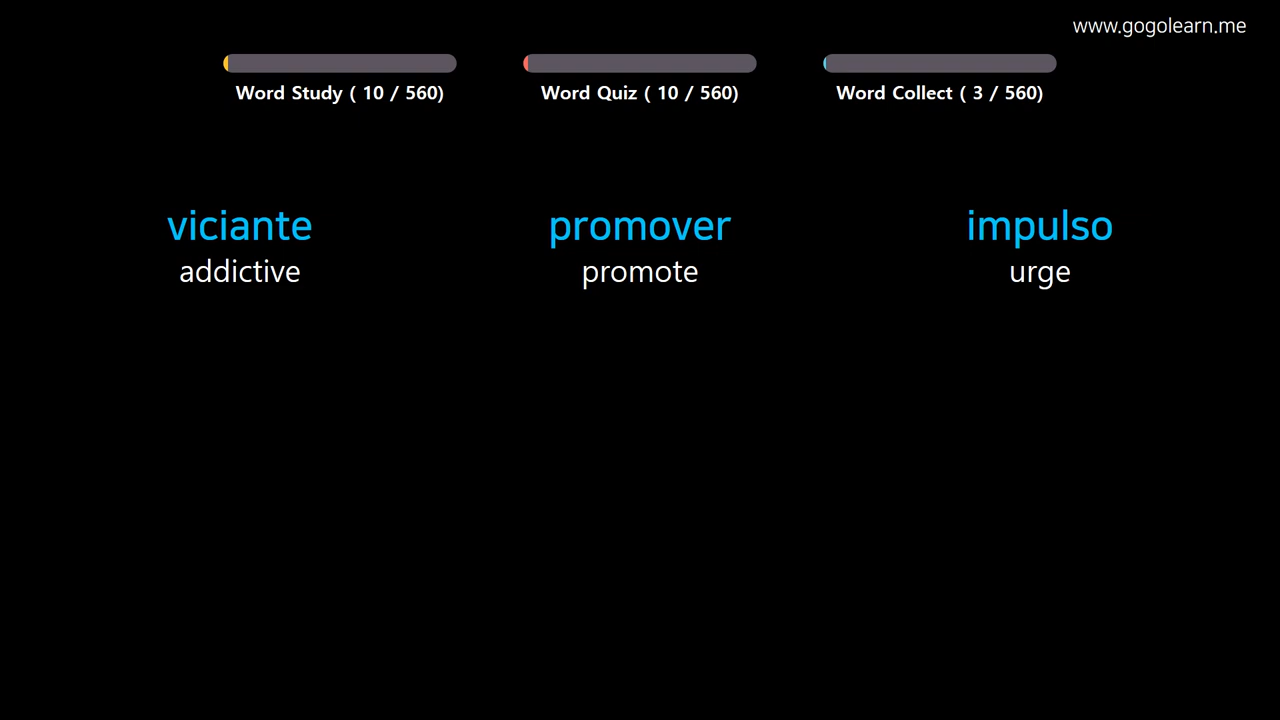 www.gogolearn.me
Word Study ( 10 / 560)
Word Quiz ( 10 / 560)
Word Collect ( 3 / 560)
viciante
addictive
promover
promote
impulso
urge